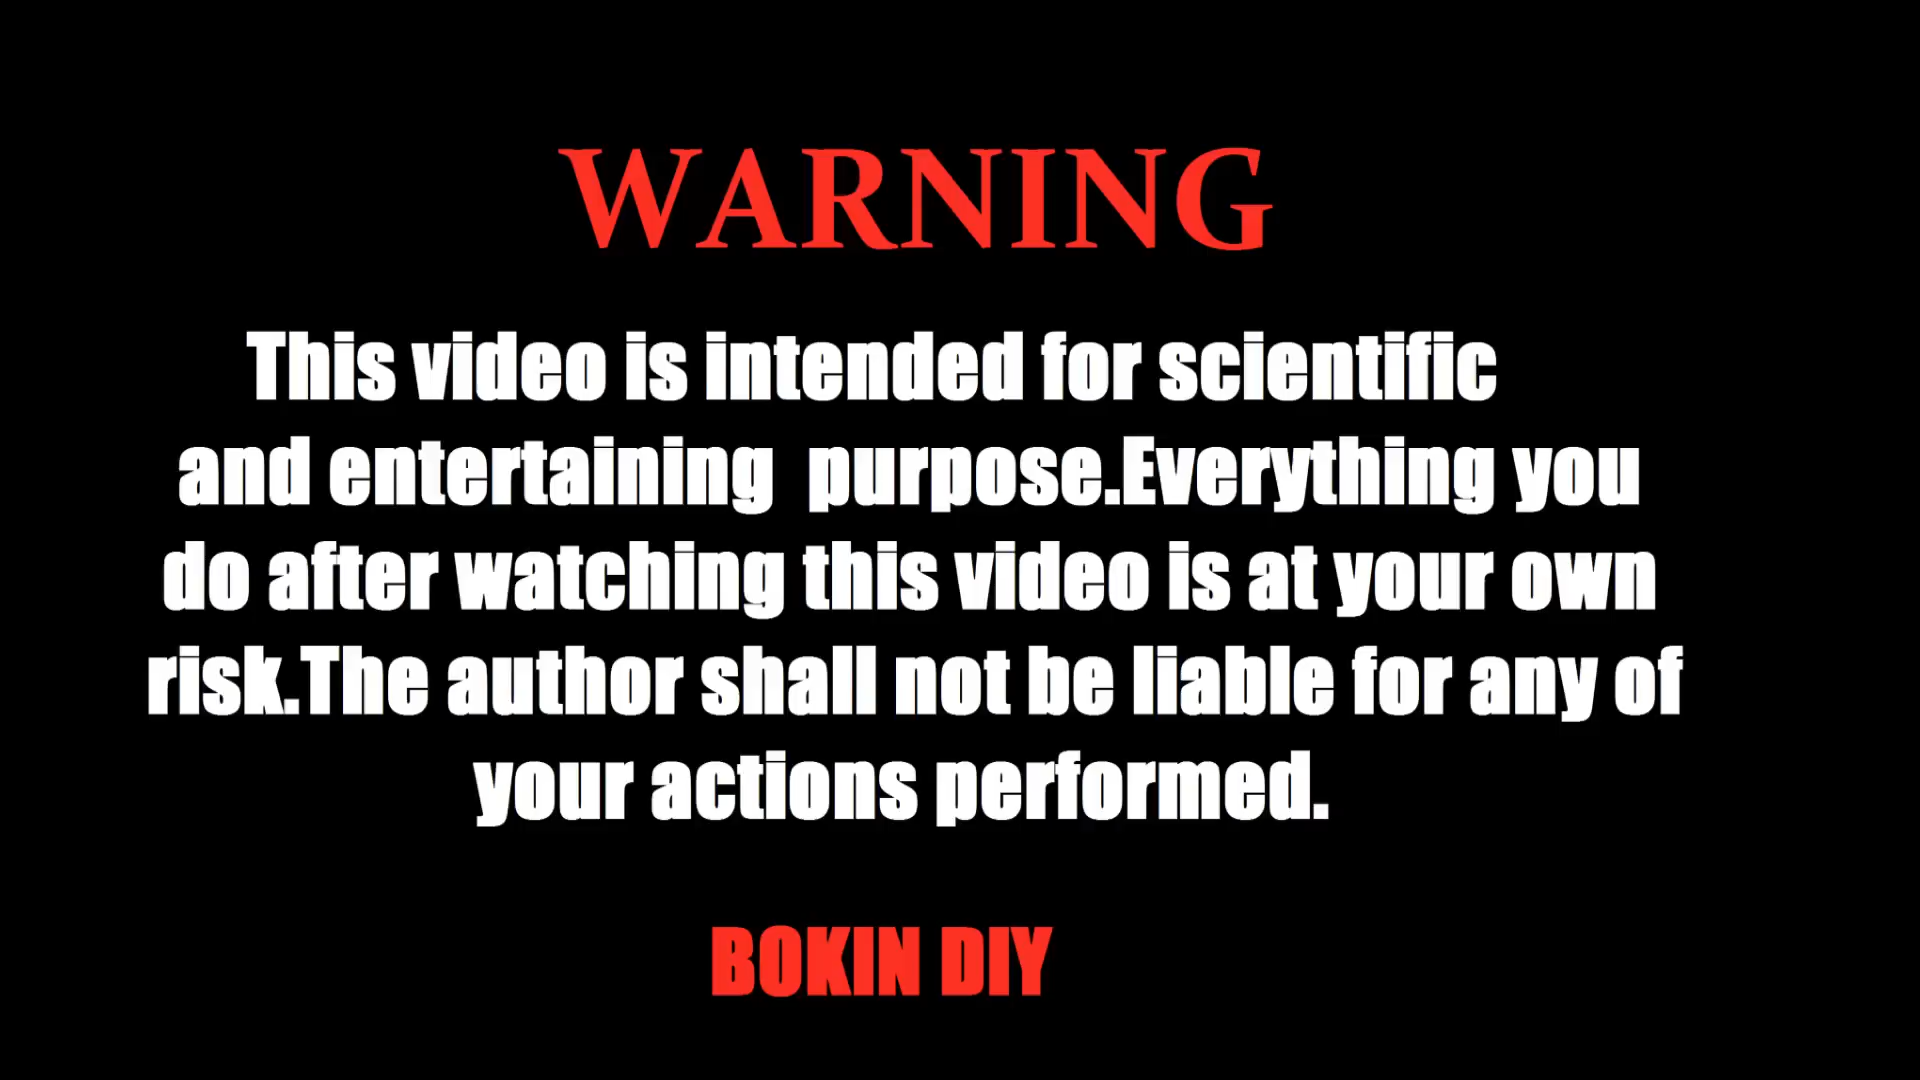 WARNING
This video is intended for scientific
and entertaining  purpose.Everything you
do after watching this video is at your own
risk.The author shall not be liable for any of
your actions performed.
BOKIN DIY